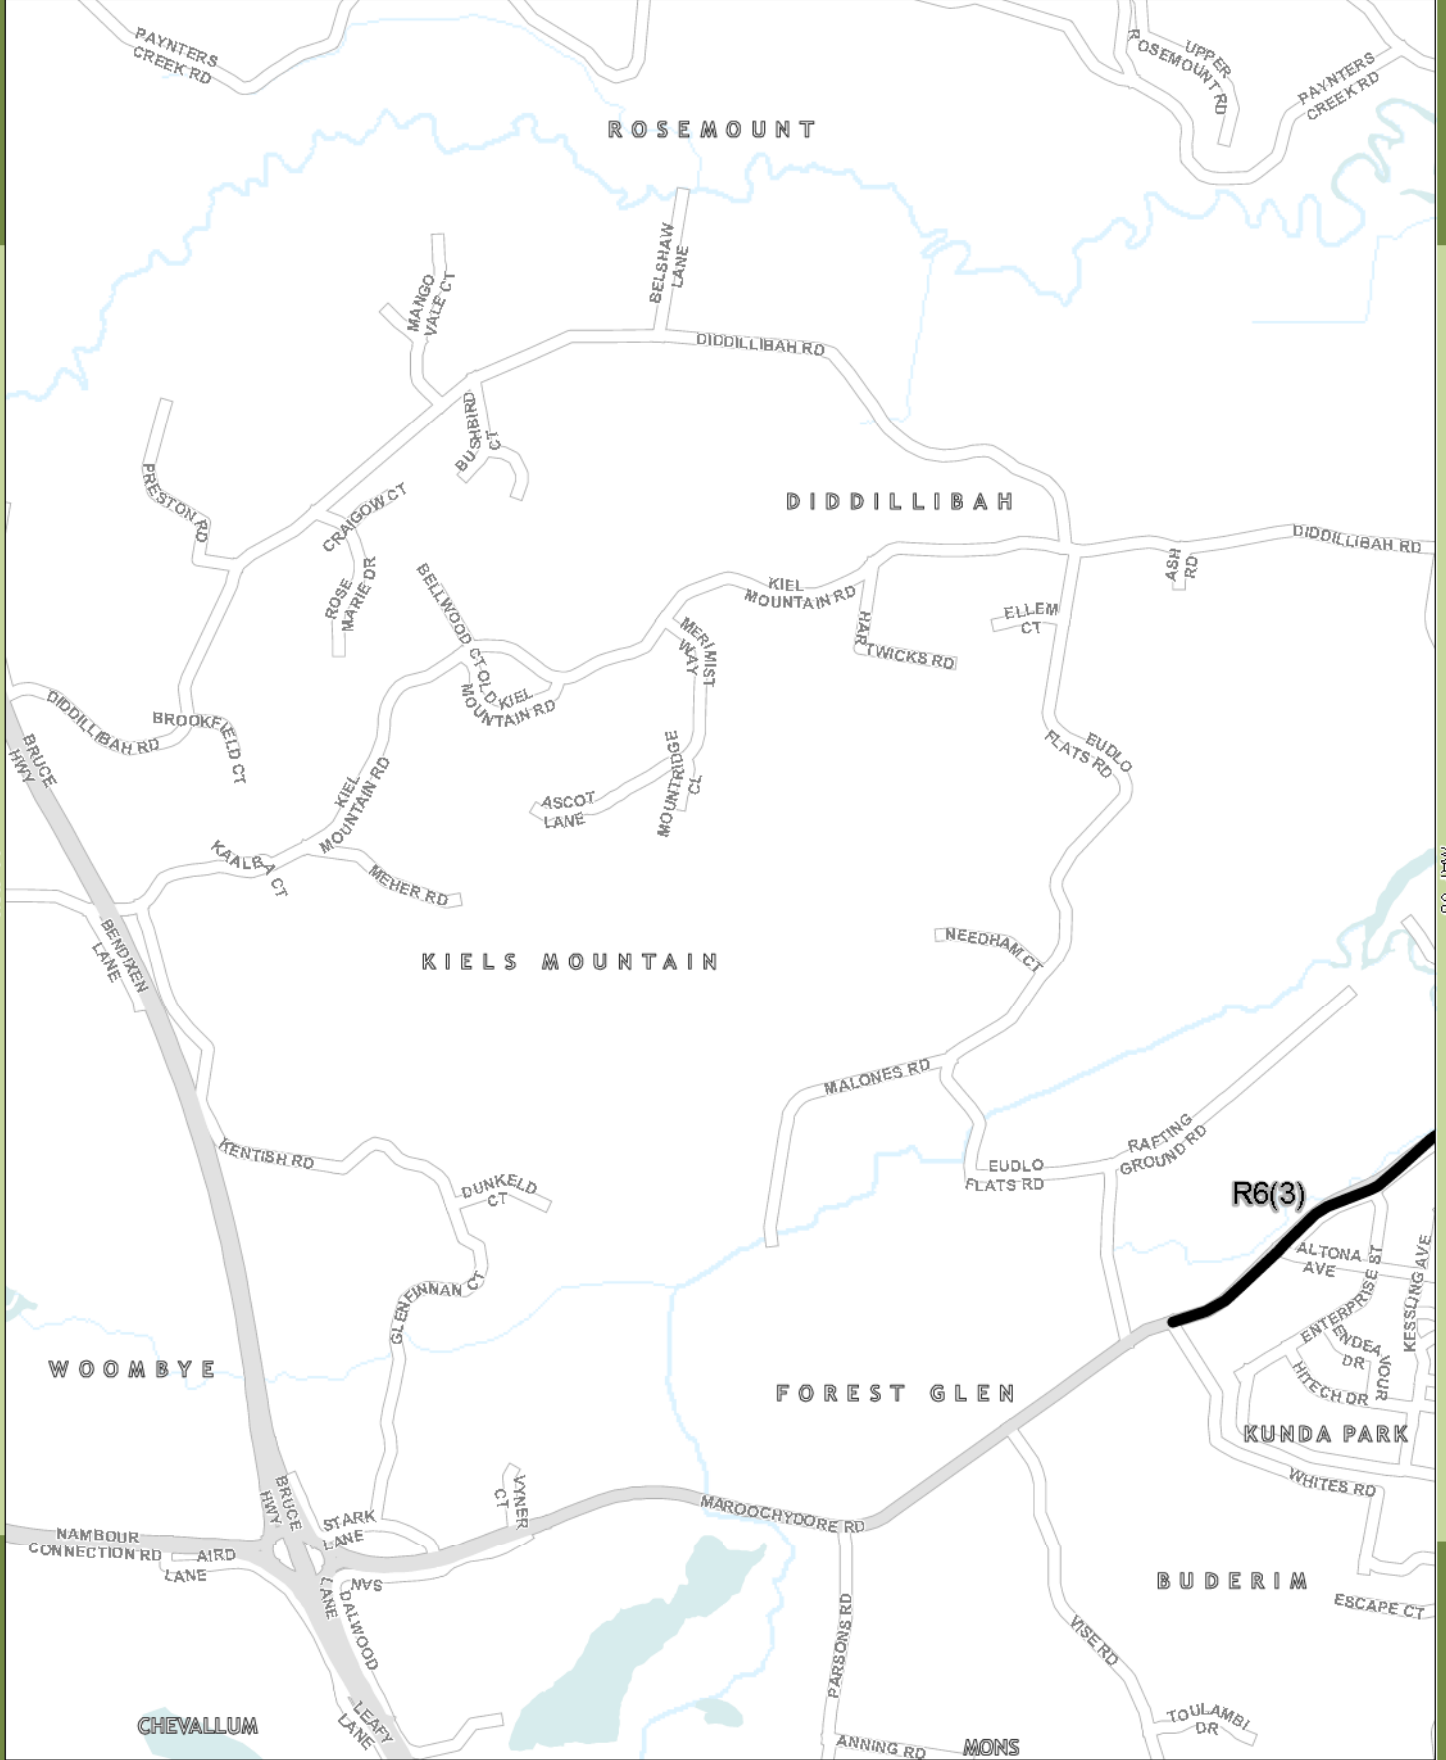 PAYNTERS
CREEK RD
UPPER
ROSEMOUNT RD
PAYNTERS
CREEK RD
ROSEMOUNT
BELSHAW
LANE
MANGO
VALE CT
DIDDILLIBAH RD
BUSHBIRD
CT
PRESTON RD
CRAIGOW CT
DIDDILLIBAH
DIDDILLIBAH RD
ASH
RD
ROSE
MARIE DR
BELLWOOD CT
KIEL
MOUNTAIN RD
ELLEM
CT
HARTWICKS RD
MERIMIST
WAY
OLD KIEL
MOUNTAIN RD
DIDDILLIBAH RD
BROOKFIELD CT
EUDLO
FLATS RD
BRUCE
HWY
KIEL
MOUNTAIN RD
MOUNTRIDGE
CL
ASCOT
LANE
KAALBA CT
MEHER RD
BENDIXEN
LANE
NEEDHAM CT
KIELS MOUNTAIN
MALONES RD
RAFTING
GROUND RD
KENTISH RD
EUDLO
FLATS RD
DUNKELD
CT
R6(3)
ALTONA
AVE
ENTERPRISE ST
KESSLING AVE
GLENFINNAN CT
ENDEAVOUR
DR
HITECH DR
WOOMBYE
FOREST GLEN
KUNDA PARK
WHITES RD
BRUCE
HWY
VYNER
CT
STARK
LANE
MAROOCHYDORE RD
NAMBOUR
CONNECTION RD
AIRD
LANE
SAN
DALWOOD
LANE
BUDERIM
ESCAPE CT
PARSONS RD
VISE RD
LEAFY
LANE
CHEVALLUM
TOULAMBI
DR
ANNING RD
MONS